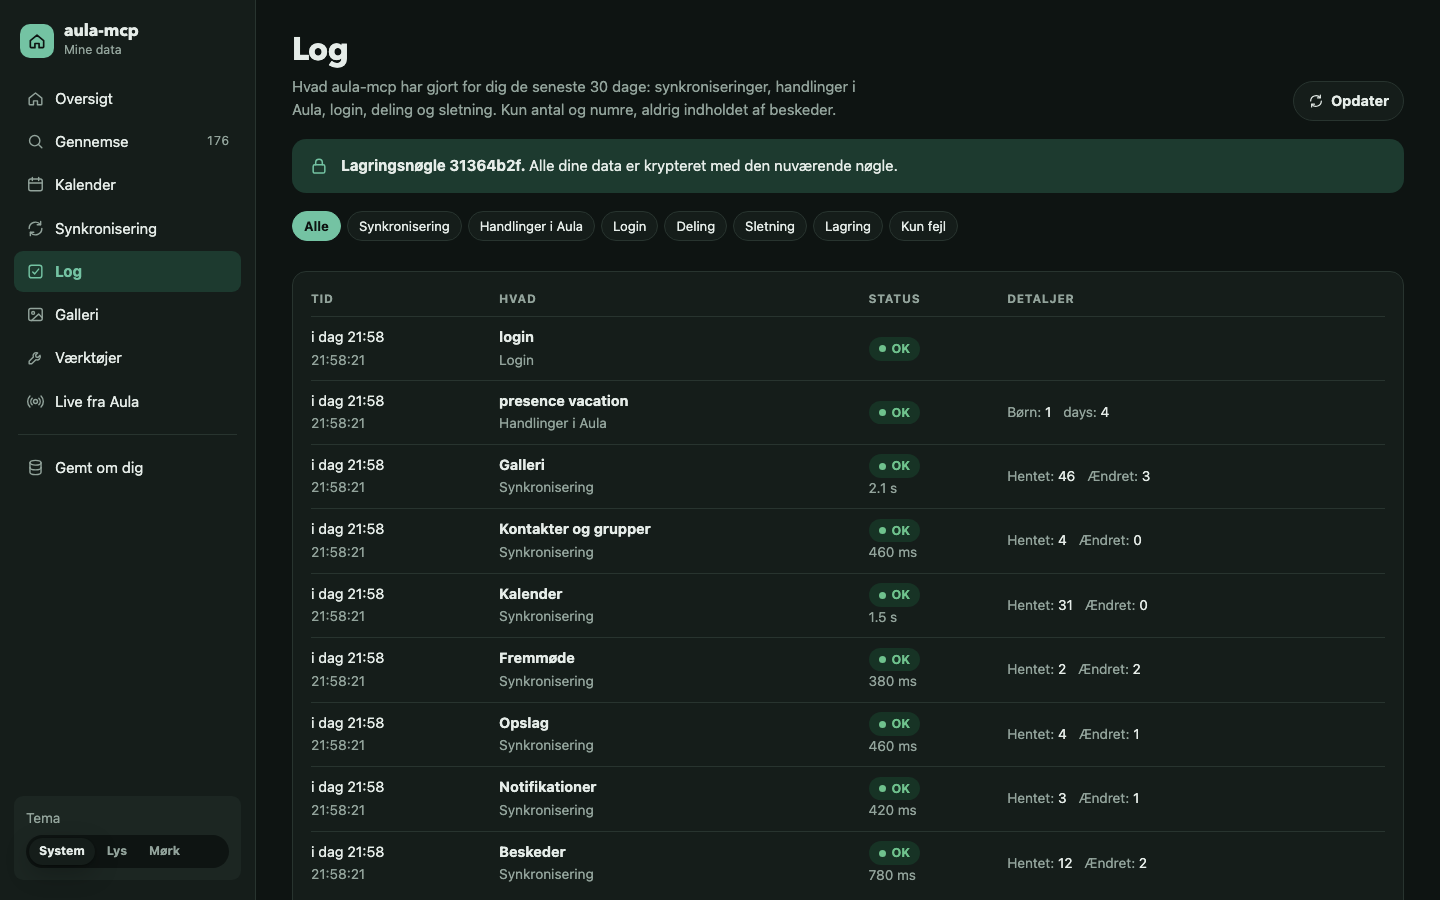 aula-mcp
Mine data
Oversigt
Gennemse 176
Kalender
Synkronisering
Log
Galleri
Værktøjer
Live fra Aula
Gemt om dig
Tema
System Lys Mørk
Log
Hvad aula-mcp har gjort for dig de seneste 30 dage: synkroniseringer, handlinger i
Aula, login, deling og sletning. Kun antal og numre, aldrig indholdet af beskeder.
Opdater
Lagringsnøgle 31364b2f. Alle dine data er krypteret med den nuværende nøgle.
Alle Synkronisering Handlinger i Aula Login Deling Sletning Lagring Kun fejl
TID HVAD STATUS DETALJER
i dag 21:58 login OK
21:58:21 Login
i dag 21:58 presence vacation OK Børn: 1 days: 4
21:58:21 Handlinger i Aula
i dag 21:58 Galleri OK Hentet: 46 Ændret: 3
21:58:21 Synkronisering 2.1 s
i dag 21:58 Kontakter og grupper OK Hentet: 4 Ændret: 0
21:58:21 Synkronisering 460 ms
i dag 21:58 Kalender OK Hentet: 31 Ændret: 0
21:58:21 Synkronisering 1.5 s
i dag 21:58 Fremmøde OK Hentet: 2 Ændret: 2
21:58:21 Synkronisering 380 ms
i dag 21:58 Opslag OK Hentet: 4 Ændret: 1
21:58:21 Synkronisering 460 ms
i dag 21:58 Notifikationer OK Hentet: 3 Ændret: 1
21:58:21 Synkronisering 420 ms
i dag 21:58 Beskeder OK Hentet: 12 Ændret: 2
21:58:21 Synkronisering 780 ms